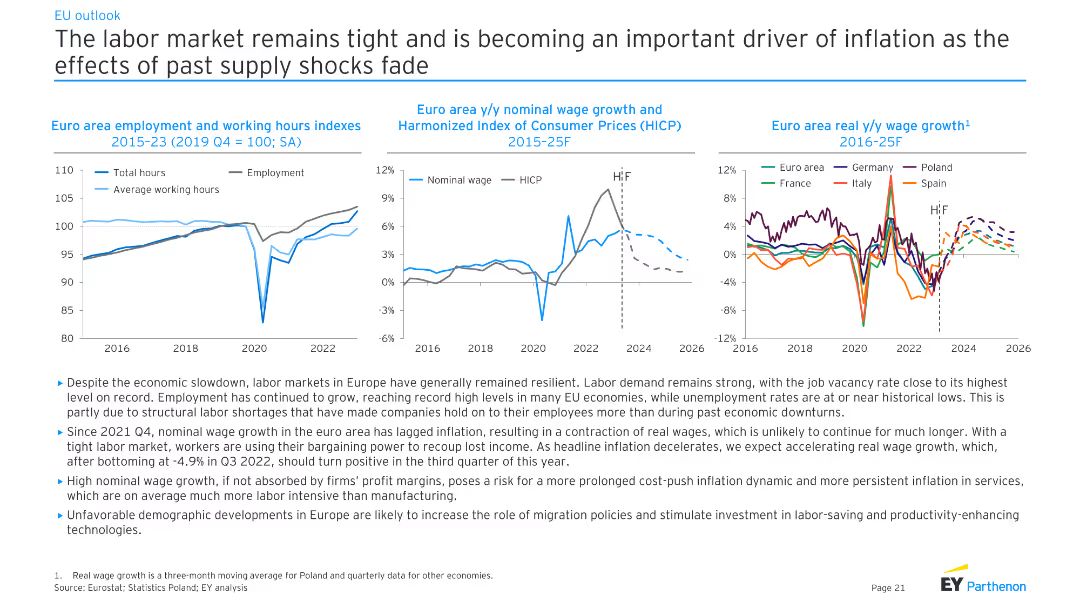 EU outlook
The labor market remains tight and is becoming an important driver of inflation as the
effects of past supply shocks fade
Euro area employment and working hours indexes
2015–23 (2019 Q4 = 100; SA)
110
105
100
95
90
85
80
Total hours
Employment
Average working hours
2016
2018
2020
2022
Euro area y/y nominal wage growth and
Harmonized Index of Consumer Prices (HICP)
2015–25F
12%
9%
6%
3%
0%
-3%
-6%
Nominal wage
HICP
H F
2016
2018
2020
2022
2024
2026
Euro area real y/y wage growth¹
2016–25F
12%
8%
4%
0%
-4%
-8%
-12%
Euro area
Germany
Poland
France
Italy
Spain
H F
2016
2018
2020
2022
2024
2026
▸ Despite the economic slowdown, labor markets in Europe have generally remained resilient. Labor demand remains strong, with the job vacancy rate close to its highest
level on record. Employment has continued to grow, reaching record high levels in many EU economies, while unemployment rates are at or near historical lows. This is
partly due to structural labor shortages that have made companies hold on to their employees more than during past economic downturns.
▸ Since 2021 Q4, nominal wage growth in the euro area has lagged inflation, resulting in a contraction of real wages, which is unlikely to continue for much longer. With a
tight labor market, workers are using their bargaining power to recoup lost income. As headline inflation decelerates, we expect accelerating real wage growth, which,
after bottoming at -4.9% in Q3 2022, should turn positive in the third quarter of this year.
▸ High nominal wage growth, if not absorbed by firms' profit margins, poses a risk for a more prolonged cost-push inflation dynamic and more persistent inflation in services,
which are on average much more labor intensive than manufacturing.
▸ Unfavorable demographic developments in Europe are likely to increase the role of migration policies and stimulate investment in labor-saving and productivity-enhancing
technologies.
1. Real wage growth is a three-month moving average for Poland and quarterly data for other economies.
Source: Eurostat; Statistics Poland; EY analysis
Page 21
EY Parthenon